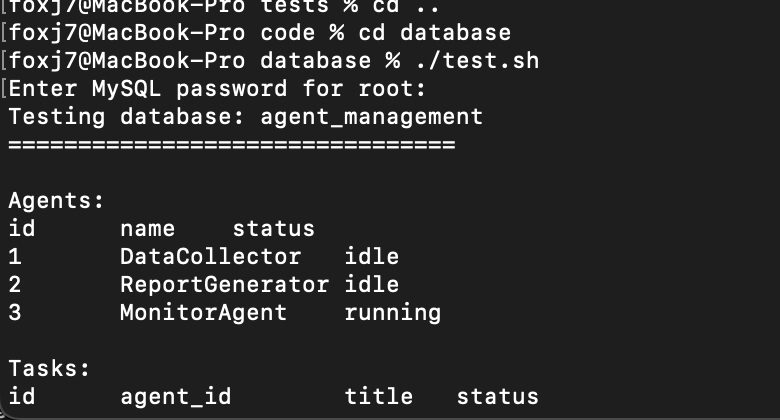 [foxj7@MacBook-Pro tests % cd ..
[foxj7@MacBook-Pro code % cd database
[foxj7@MacBook-Pro database % ./test.sh
[Enter MySQL password for root:
Testing database: agent_management
================================
Agents:
id	name	status
1	DataCollector	idle
2	ReportGenerator	idle
3	MonitorAgent	running
Tasks:
id	agent_id	title	status